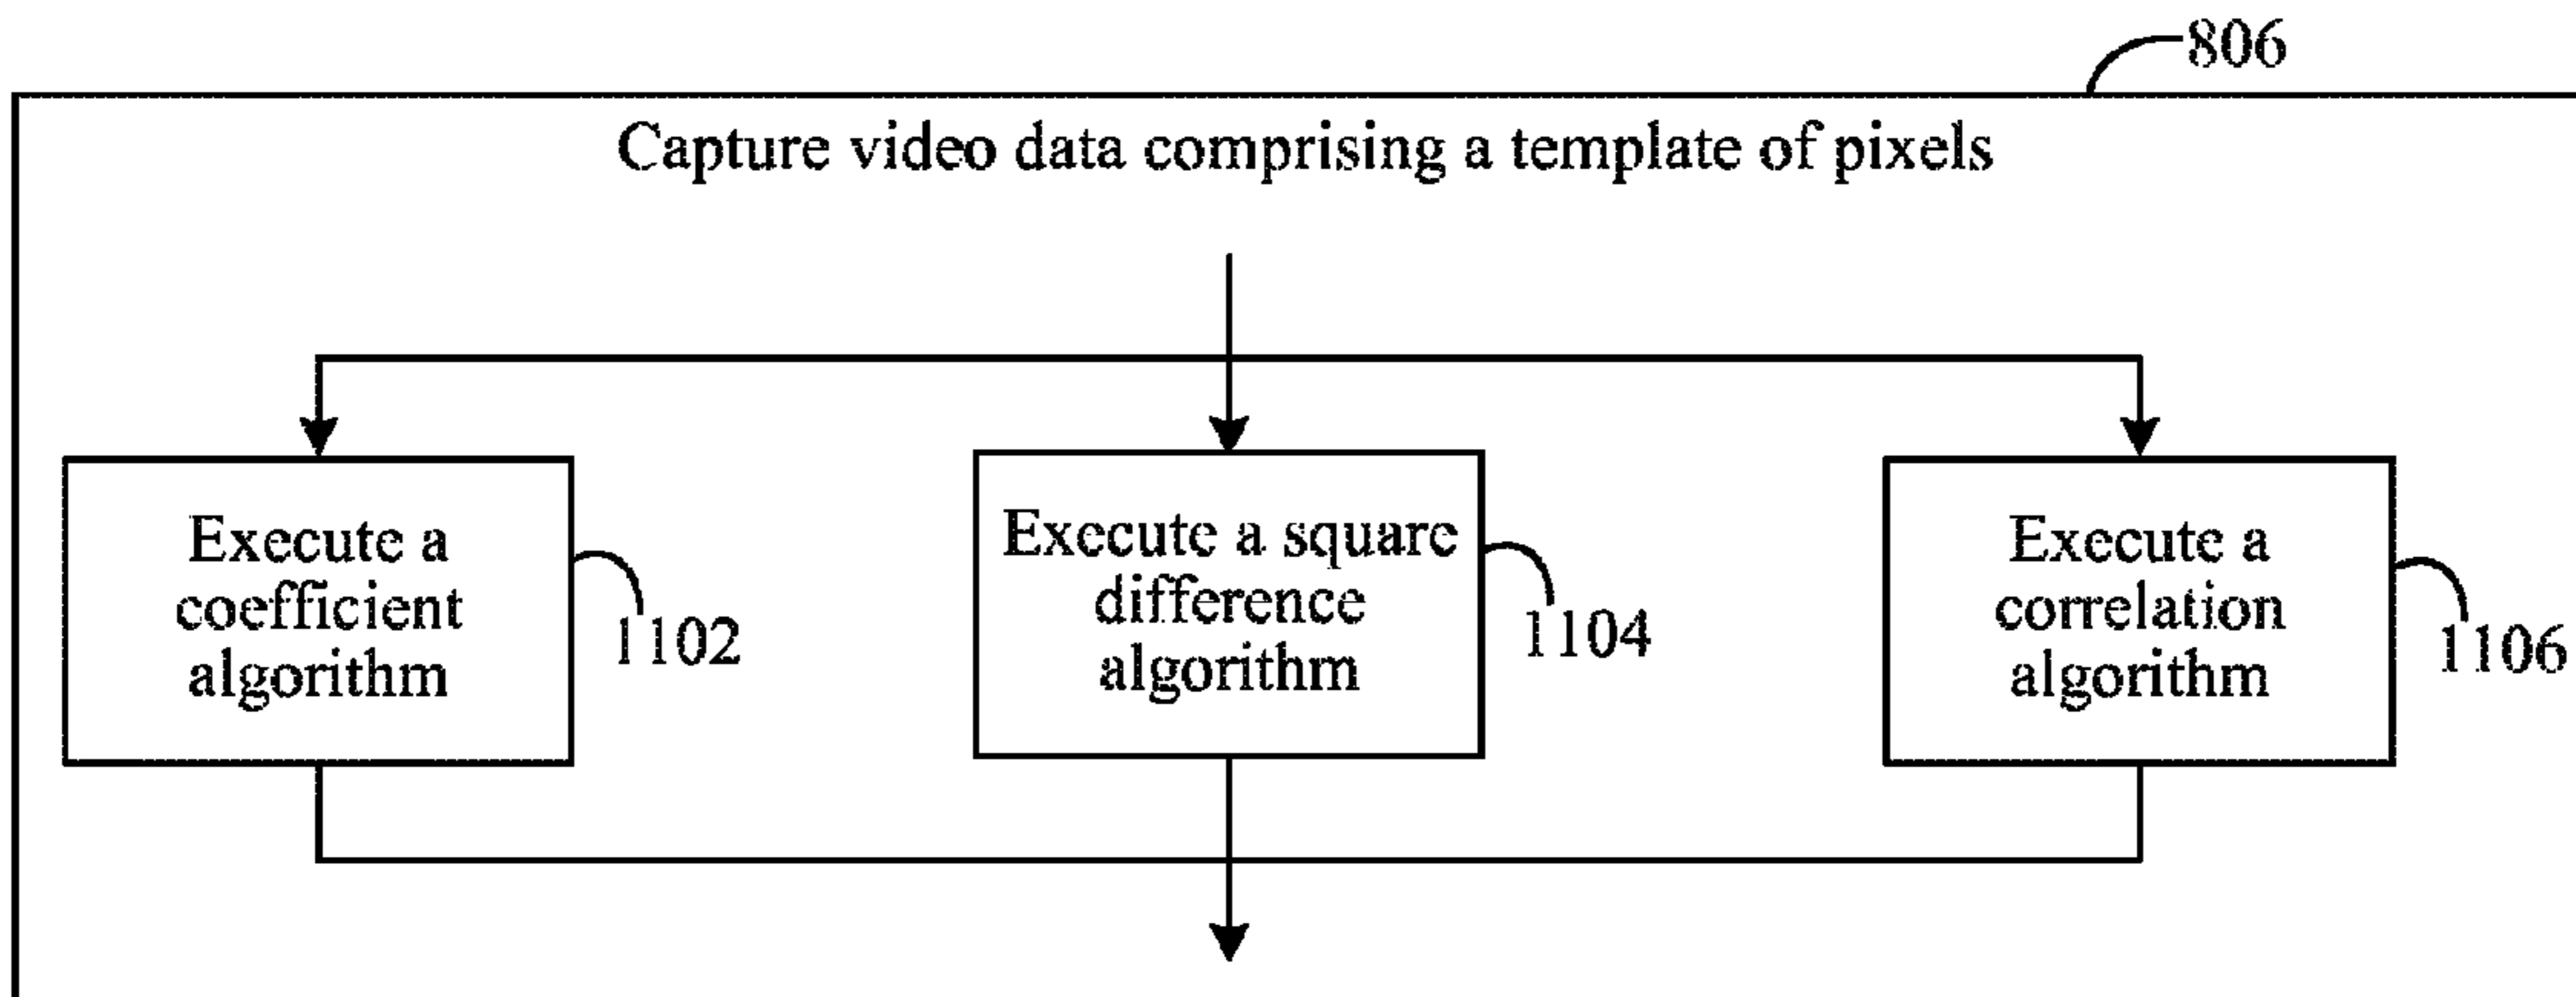 806
Capture video data comprising a template of pixels
Execute a
coefficient
algorithm
1102
Execute a square
difference
algorithm
1104
Execute a
correlation
algorithm
1106